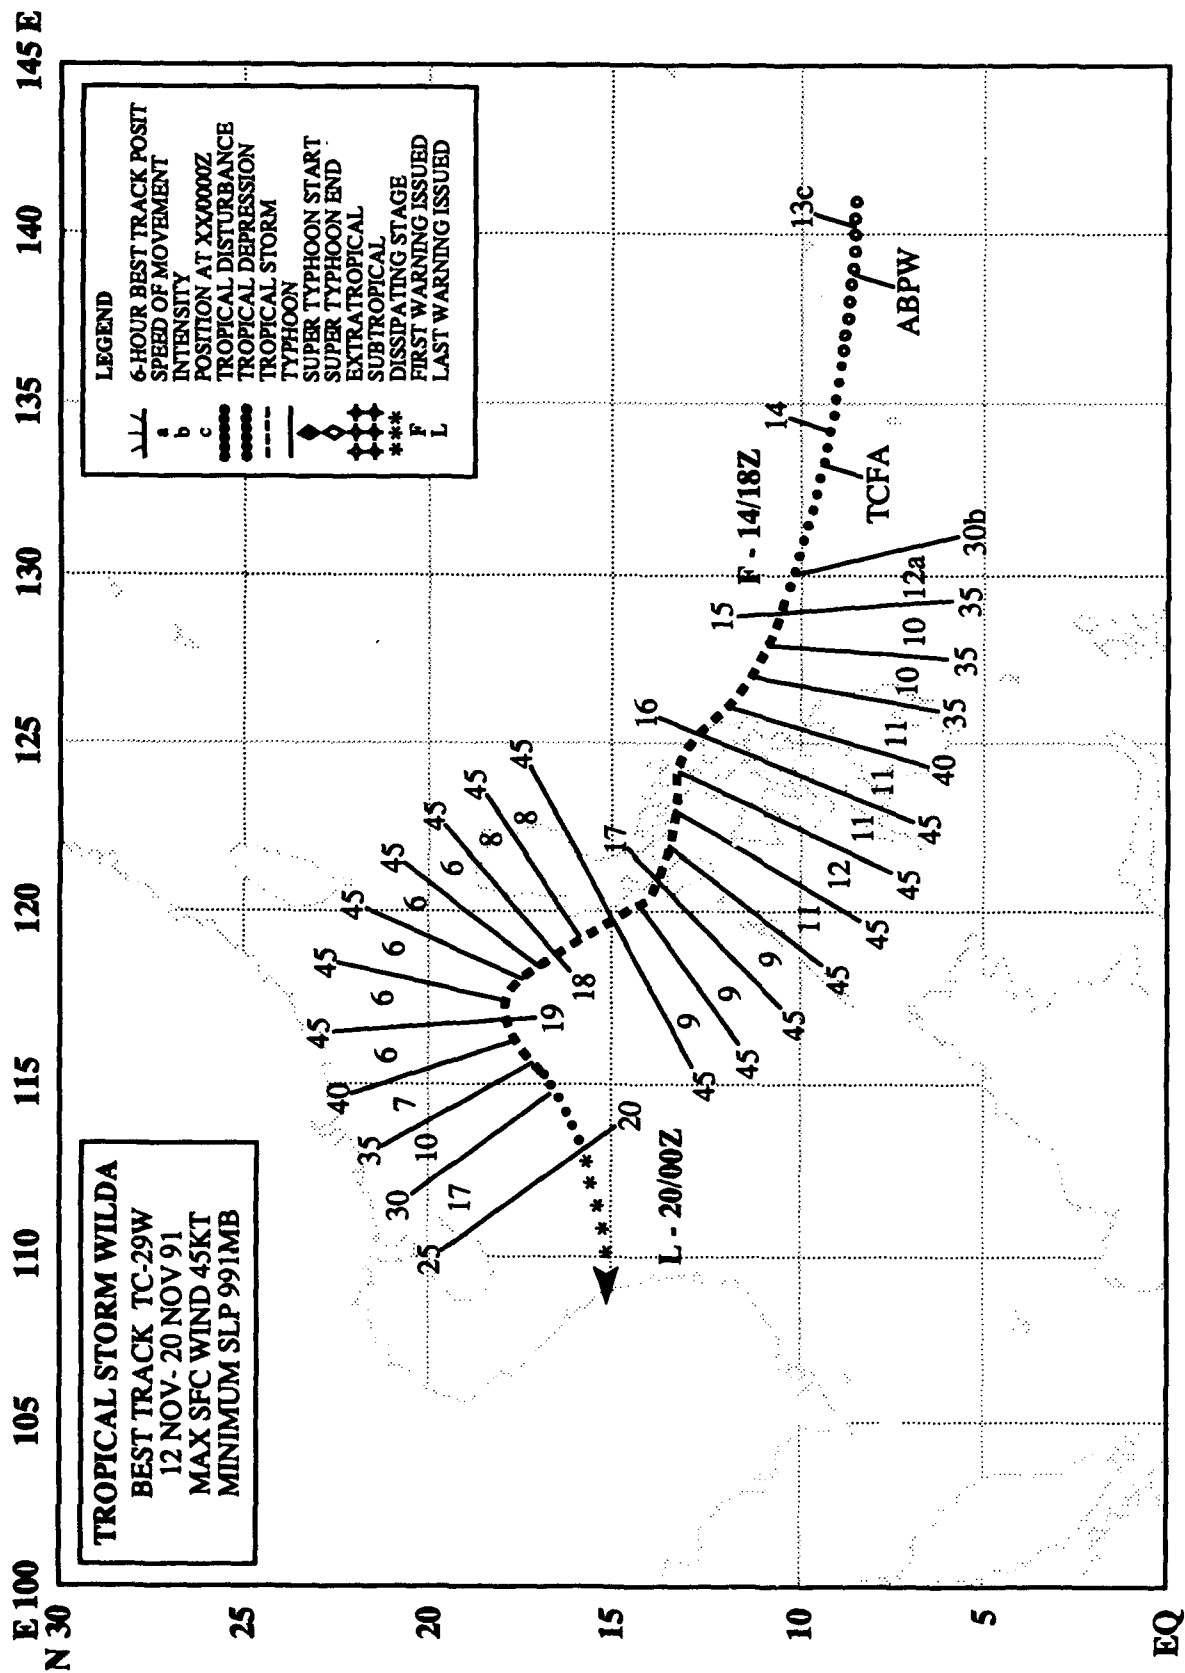 TROPICAL STORM WILDA
BEST TRACK TC-29W
12 NOV- 20 NOV 91
MAX SFC WIND 45KT
MINIMUM SLP 991MB
LEGEND
6-HOUR BEST TRACK POSIT
a SPEED OF MOVEMENT
b INTENSITY
c POSITION AT XX/0000Z
TROPICAL DISTURBANCE
TROPICAL DEPRESSION
TROPICAL STORM
TYPHOON
SUPER TYPHOON START
SUPER TYPHOON END
EXTRATROPICAL
SUBTROPICAL
*** DISSIPATING STAGE
F FIRST WARNING ISSUED
L LAST WARNING ISSUED
E 100 105 110 115 120 125 130 135 140 145 E
N 30
25
20
15
10
5
EQ
25
30
35
40
45
45
45
45
45
45
45
17
10
7
6
6
6
6
6
8
8
20
19
18
17
16
15
14
13c
L - 20/00Z
F - 14/18Z
TCFA
ABPW
45
45
45
45
45
45
45
40
35
35
35
30b
9
9
9
11
12
11
11
11
10
10
12a